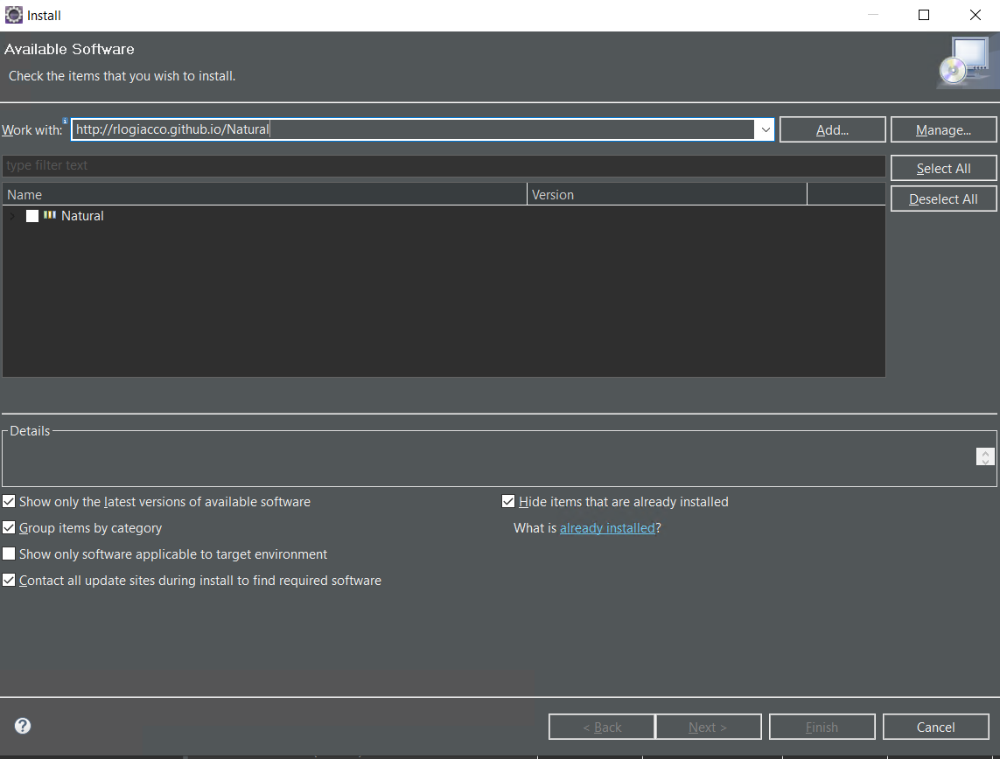 Install
Available Software
Check the items that you wish to install.
Work with: http://rlogiacco.github.io/Natural Add... Manage...
type filter text Select All
Name Version Deselect All
Natural
Details
Show only the latest versions of available software Hide items that are already installed
Group items by category What is already installed?
Show only software applicable to target environment
Contact all update sites during install to find required software
? < Back Next > Finish Cancel